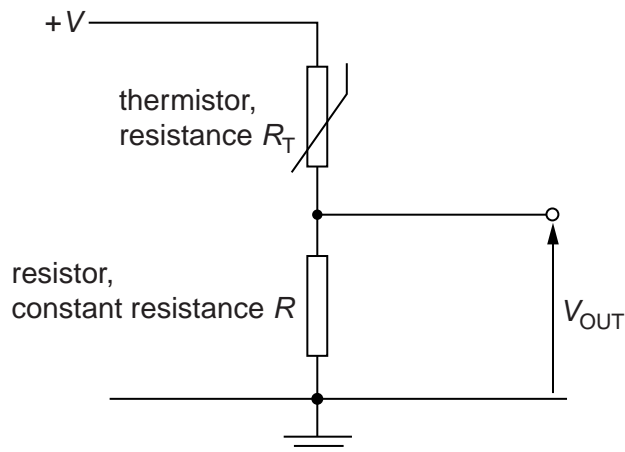 +V
thermistor,
resistance R_T
resistor,
constant resistance R
V_OUT